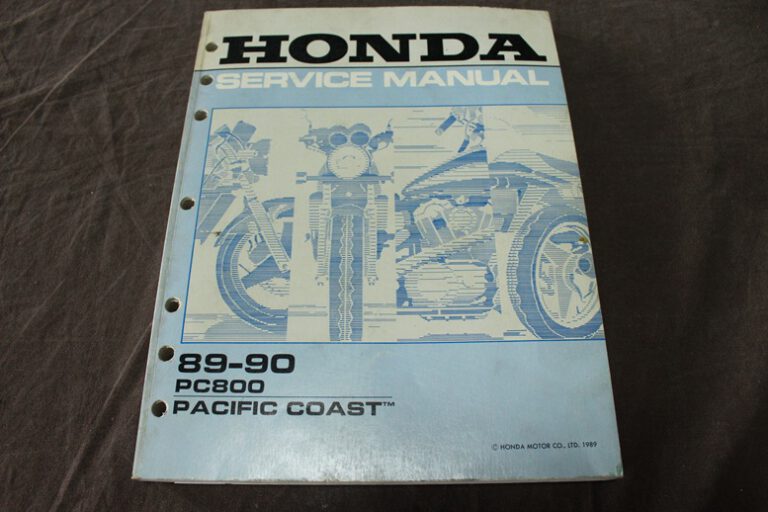 HONDA
SERVICE MANUAL
89-90
PC800
PACIFIC COAST™
© HONDA MOTOR CO., LTD. 1989